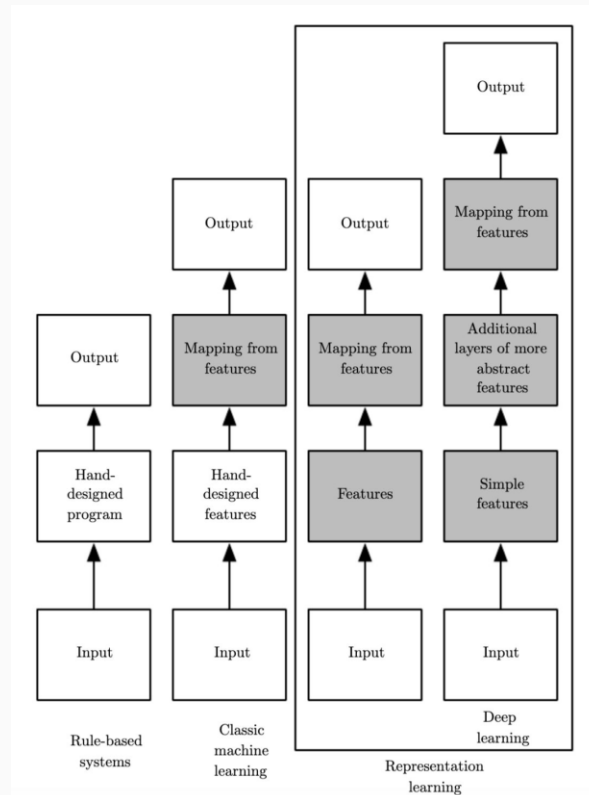 Output
Output
Output
Mapping from
features
Output
Mapping from
features
Mapping from
features
Additional
layers of more
abstract
features
Hand-
designed
program
Hand-
designed
features
Features
Simple
features
Input
Input
Input
Input
Rule-based
systems
Classic
machine
learning
Deep
learning
Representation
learning